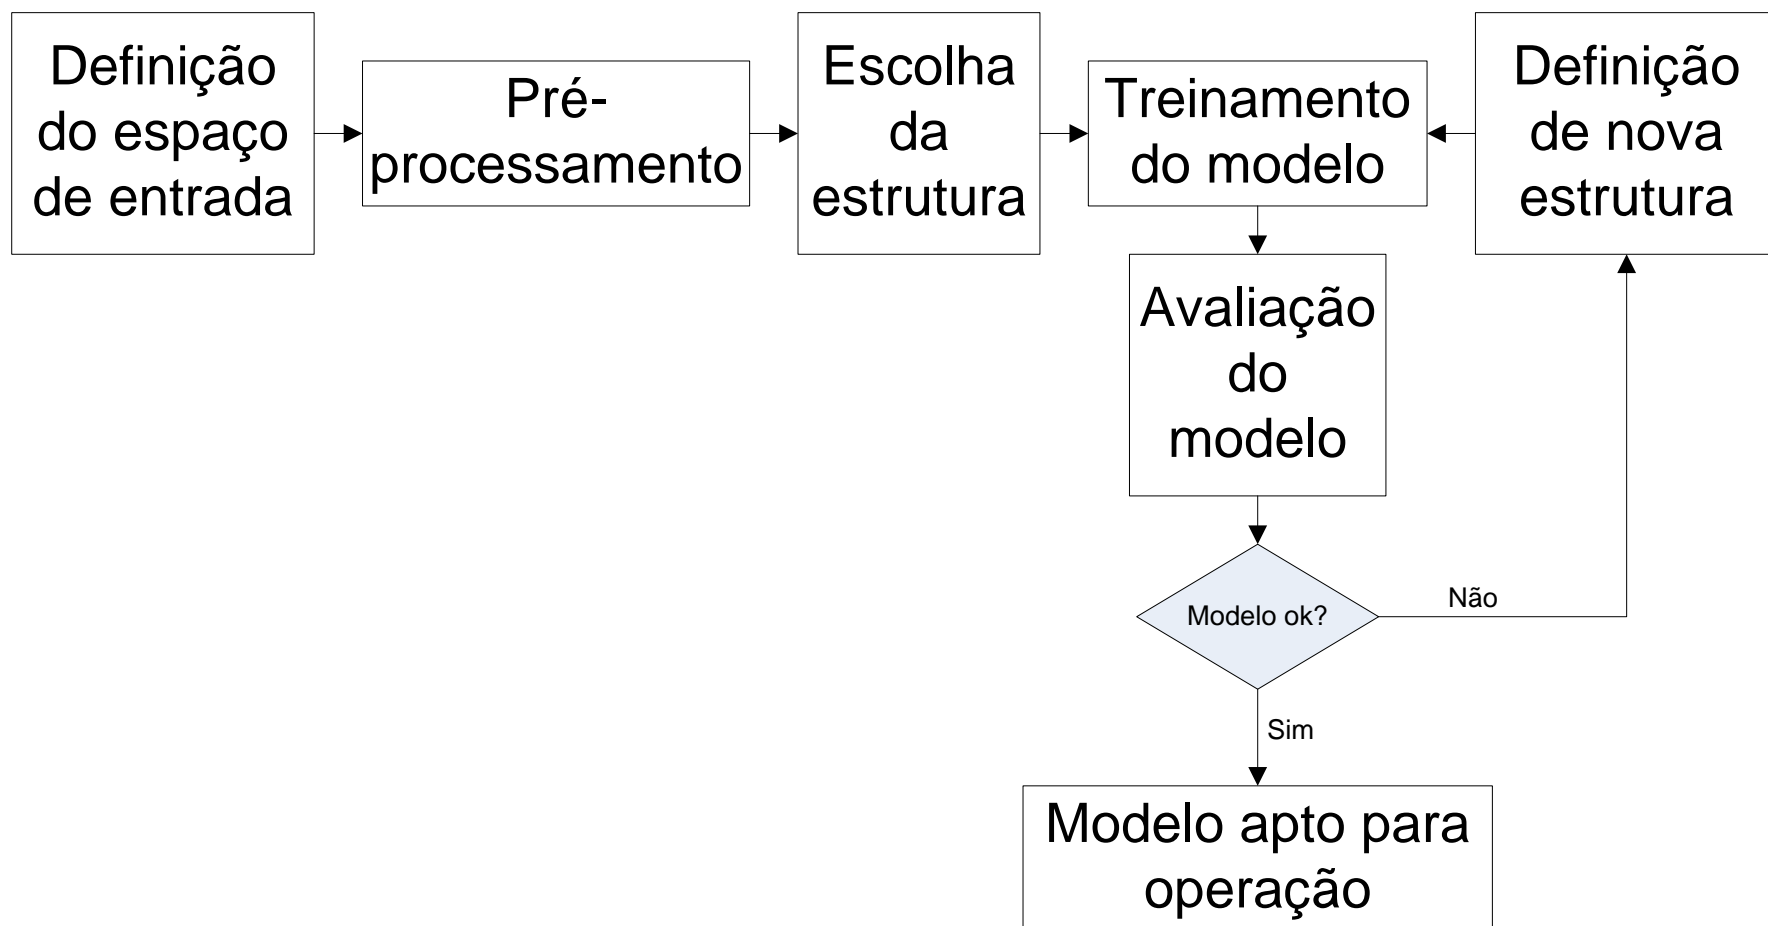 Definição
do espaço
de entrada
Pré-
processamento
Escolha
da
estrutura
Treinamento
do modelo
Definição
de nova
estrutura
Avaliação
do
modelo
Modelo ok?
Não
Sim
Modelo apto para
operação